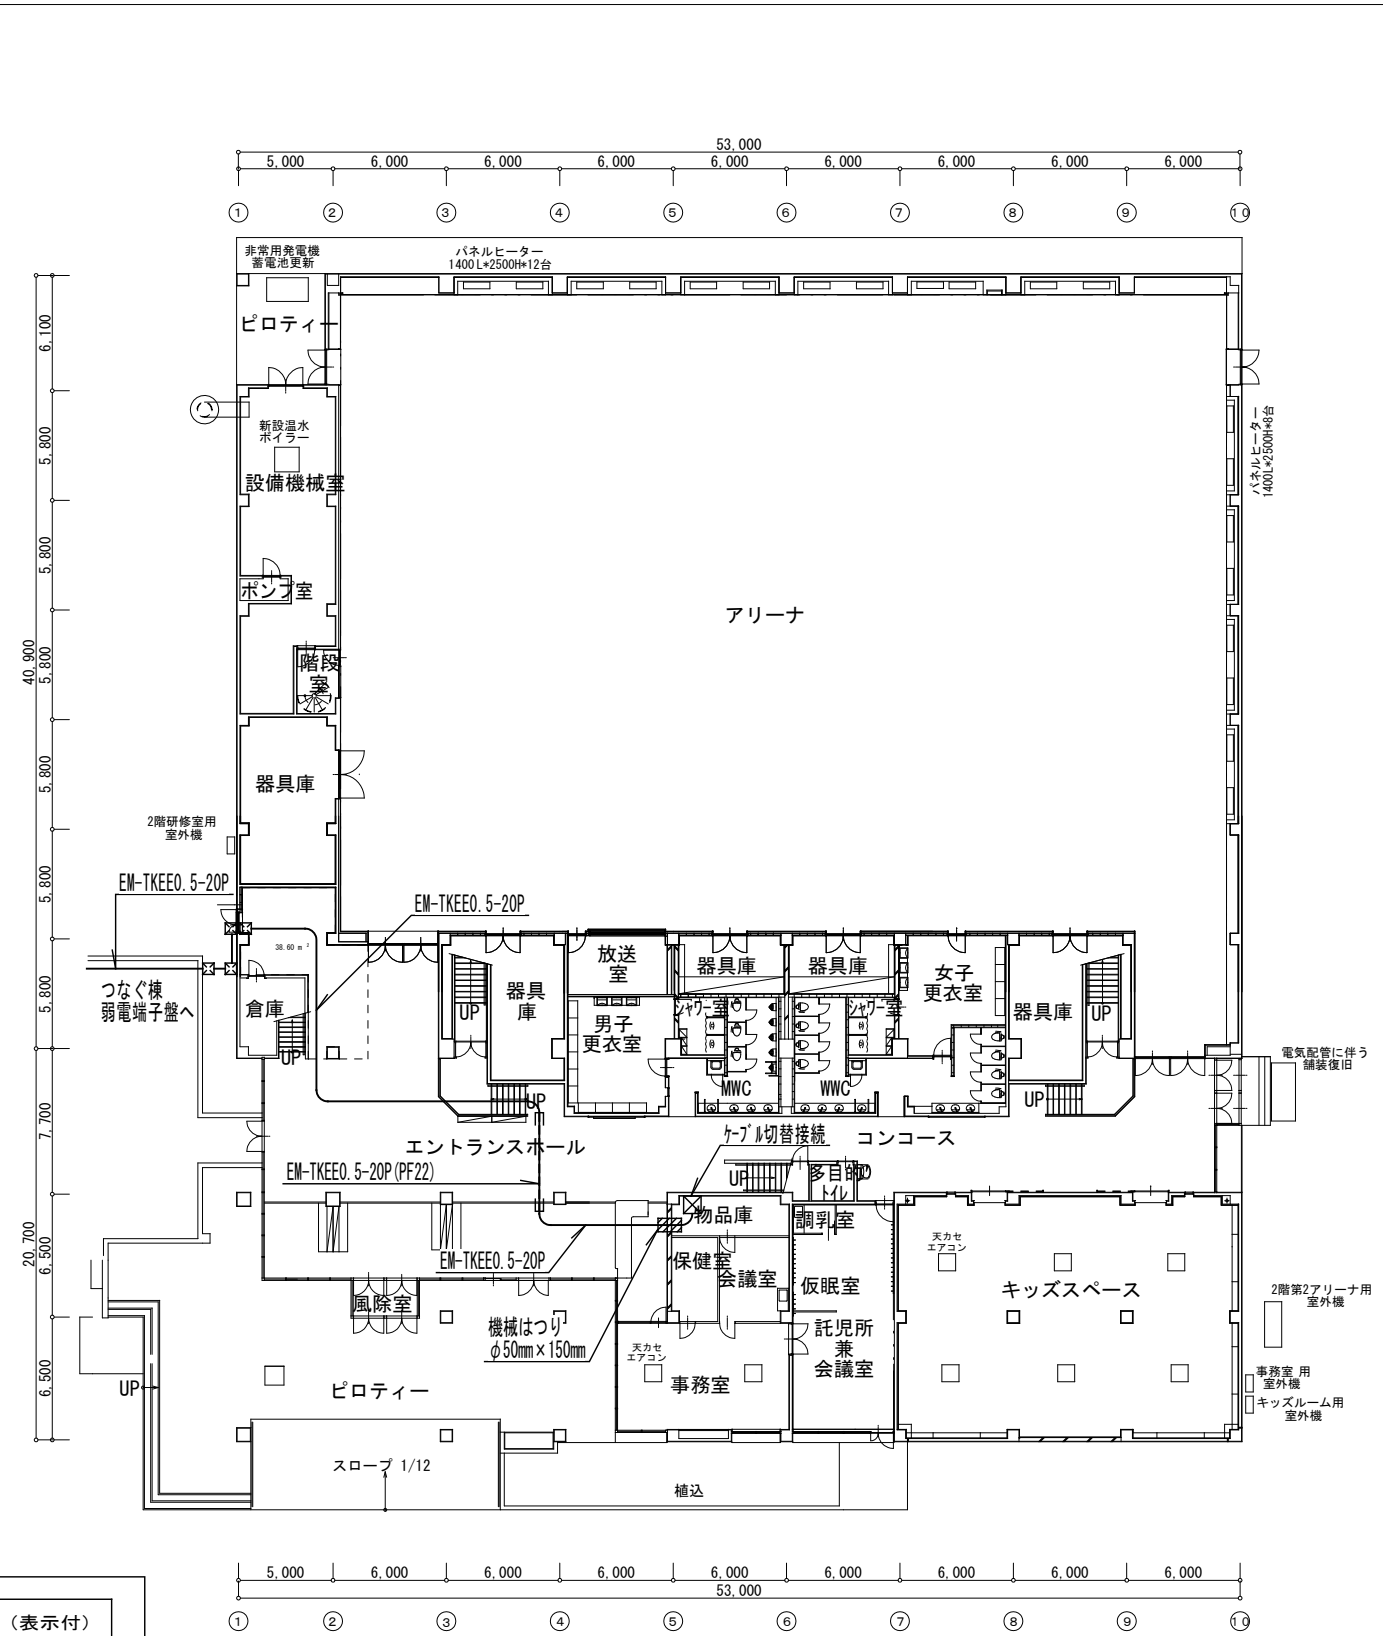 53,000
5,000 6,000 6,000 6,000 6,000 6,000 6,000 6,000 6,000
① ② ③ ④ ⑤ ⑥ ⑦ ⑧ ⑨ 10
非常用発電機
蓄電池更新
パネルヒーター
1400L*2500H*12台
ピロティー
6,100
5,800
5,800
5,800
5,800
5,800
5,800
40,900
7,700
6,500
6,500
20,700
新設温水
ボイラー
設備機械室
パネルヒーター
1400L*2500H*8台
ポンプ室
アリーナ
階段
室
器具庫
2階研修室用
室外機
EM-TKEE0.5-20P
EM-TKEE0.5-20P
38.60㎡
つなぐ棟
弱電端子盤へ
倉庫
UP
UP
器具
庫
放送
室
男子
更衣室
器具庫
器具庫
シャワー室
シャワー室
女子
更衣室
器具庫
UP
MWC
WWC
UP
UP
電気配管に伴う
舗装復旧
エントランスホール
ケーブル切替接続
コンコース
EM-TKEE0.5-20P(PF22)
UP
多目的
トイレ
物品庫
調乳室
EM-TKEE0.5-20P
保健室
会議室
仮眠室
天カセ
エアコン
キッズスペース
2階第2アリーナ用
室外機
風除室
機械はつり
φ50mm×150mm
天カセ
エアコン
託児所
兼
会議室
事務室
事務室 用
室外機
キッズルーム用
室外機
UP
ピロティー
スロープ 1/12
植込
5,000 6,000 6,000 6,000 6,000 6,000 6,000 6,000 6,000
53,000
① ② ③ ④ ⑤ ⑥ ⑦ ⑧ ⑨ 10
(表示付)